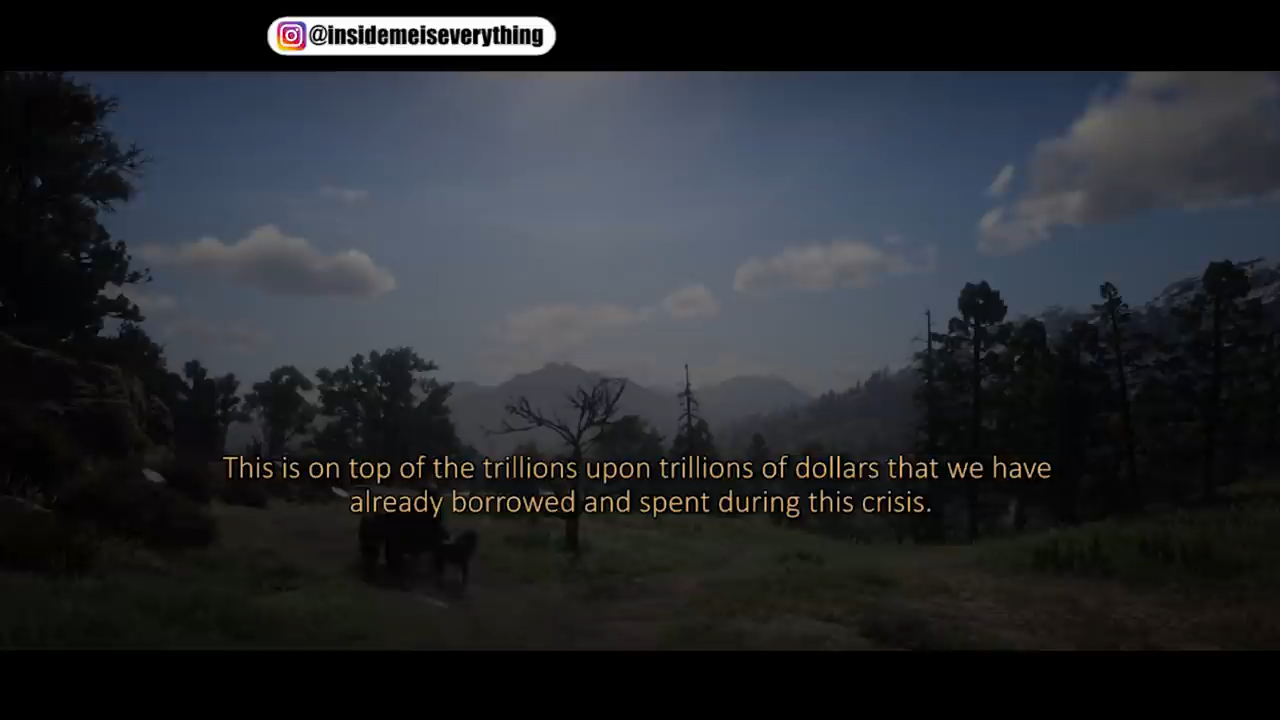 @insidemeiseverything
This is on top of the trillions upon trillions of dollars that we have
already borrowed and spent during this crisis.